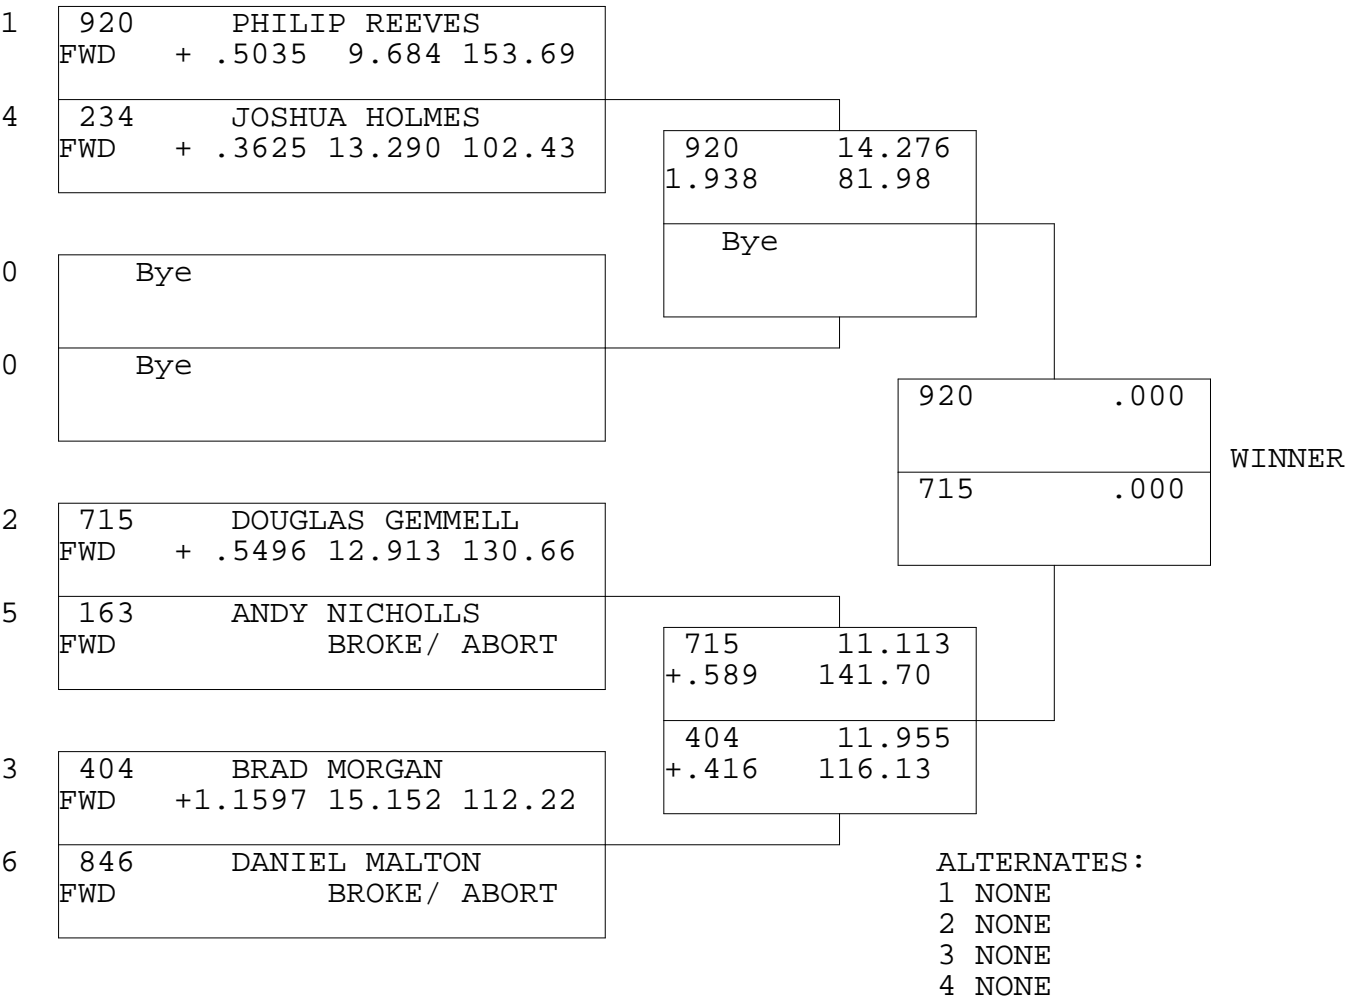 1 920 PHILIP REEVES
FWD + .5035 9.684 153.69
4 234 JOSHUA HOLMES
FWD + .3625 13.290 102.43
0 Bye
0 Bye
2 715 DOUGLAS GEMMELL
FWD + .5496 12.913 130.66
5 163 ANDY NICHOLLS
FWD BROKE/ ABORT
3 404 BRAD MORGAN
FWD +1.1597 15.152 112.22
6 846 DANIEL MALTON
FWD BROKE/ ABORT
920 14.276
1.938 81.98
Bye
715 11.113
+.589 141.70
404 11.955
+.416 116.13
920 .000
715 .000
WINNER
ALTERNATES:
1 NONE
2 NONE
3 NONE
4 NONE